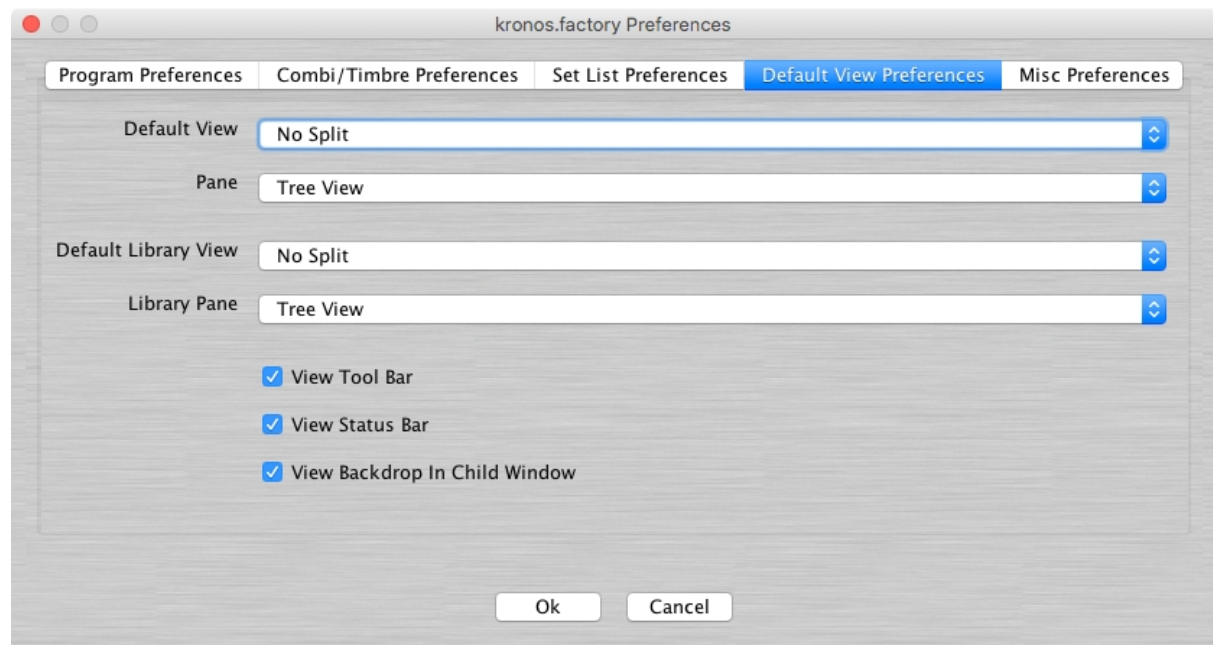 kronos.factory Preferences
Program Preferences Combi/Timbre Preferences Set List Preferences Default View Preferences Misc Preferences
Default View No Split
Pane Tree View
Default Library View No Split
Library Pane Tree View
View Tool Bar
View Status Bar
View Backdrop In Child Window
Ok Cancel